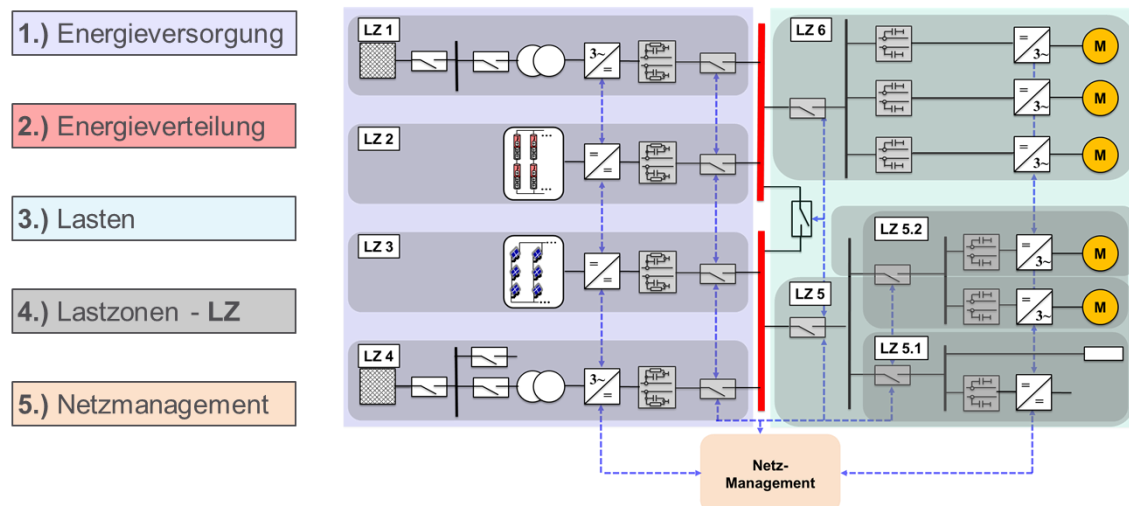 1.) Energieversorgung
2.) Energieverteilung
3.) Lasten
4.) Lastzonen - LZ
5.) Netzmanagement
LZ 1
3~
=
LZ 2
...
...
=
=
LZ 3
...
...
=
=
LZ 4
3~
=
LZ 6
=
3~
M
=
3~
M
=
3~
M
LZ 5.2
=
3~
M
LZ 5
=
3~
M
LZ 5.1
=
=
Netz-
Management